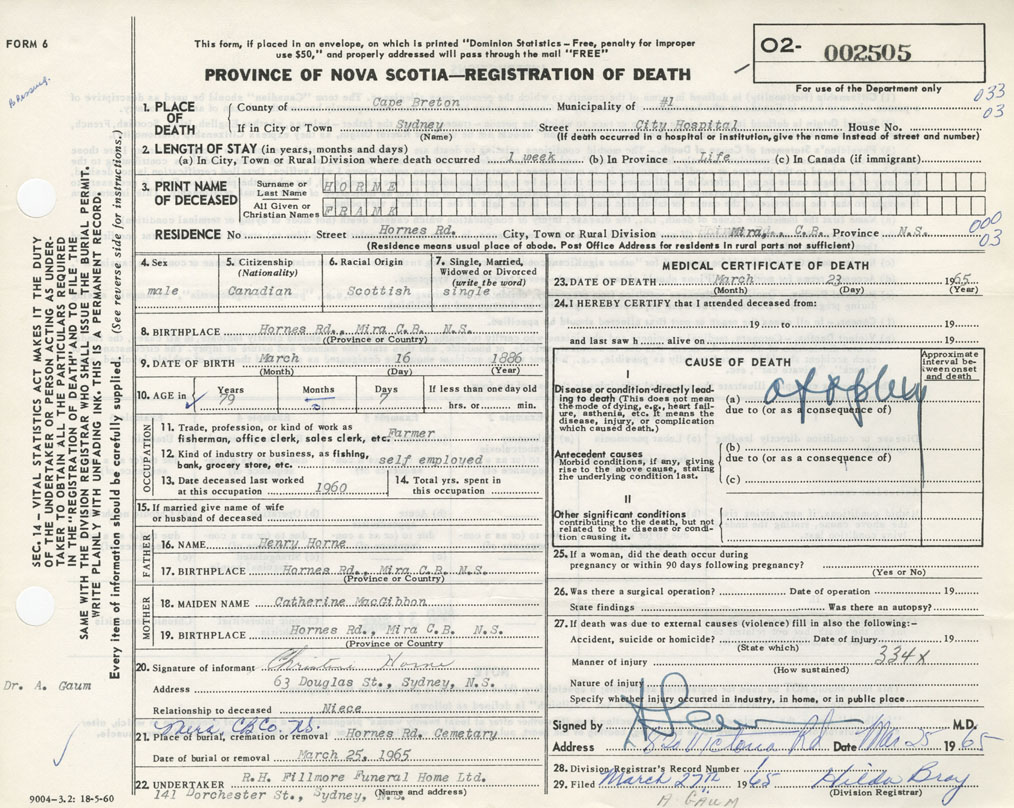 FORM 6
This form, if placed in an envelope, on which is printed "Dominion Statistics – Free, penalty for improper
use $50," and properly addressed will pass through the mail "FREE"
PROVINCE OF NOVA SCOTIA—REGISTRATION OF DEATH
O2- 002505
For use of the Department only
033
03
1. PLACE OF DEATH
County of Cape Breton Municipality of #1
If in City or Town Sydney Street City Hospital House No.
(Name) (If death occurred in a hospital or institution, give the name instead of street and number)
2. LENGTH OF STAY (in years, months and days)
(a) In City, Town or Rural Division where death occurred 1 week (b) In Province Life (c) In Canada (if immigrant)
3. PRINT NAME OF DECEASED
Surname or Last Name HORNE
All Given or Christian Names FRANK
RESIDENCE No Street Hornes Rd. City, Town or Rural Division Mira, C.B. Province N.S.
(Residence means usual place of abode. Post Office Address for residents in rural parts not sufficient)
000
03
4. Sex
male
5. Citizenship (Nationality)
Canadian
6. Racial Origin
Scottish
7. Single, Married, Widowed or Divorced (write the word)
single
8. BIRTHPLACE Hornes Rd., Mira C.B. N.S.
(Province or Country)
9. DATE OF BIRTH March 16 1886
(Month) (Day) (Year)
10. AGE in Years 79 Months – Days 7 If less than one day old
hrs. or min.
OCCUPATION
11. Trade, profession, or kind of work as
fisherman, office clerk, sales clerk, etc. Farmer
12. Kind of industry or business, as fishing,
bank, grocery store, etc. self employed
13. Date deceased last worked
at this occupation 1960
14. Total yrs. spent in
this occupation
15. If married give name of wife
or husband of deceased
FATHER
16. NAME Henry Horne
17. BIRTHPLACE Hornes Rd., Mira C.B. N.S.
(Province or Country)
MOTHER
18. MAIDEN NAME Catherine MacGibbon
19. BIRTHPLACE Hornes Rd., Mira C.B. N.S.
(Province or Country)
20. Signature of informant Christine Horne
Address 63 Douglas St., Sydney, N.S.
Relationship to deceased Niece
Mira, C.B.Co. N.S.
21. Place of burial, cremation or removal Hornes Rd. Cemetary
Date of burial or removal March 25, 1965
22. UNDERTAKER R.H. Fillmore Funeral Home Ltd.
141 Dorchester St., Sydney, N.S. (Name and address)
MEDICAL CERTIFICATE OF DEATH
23. DATE OF DEATH March 23 1965
(Month) (Day) (Year)
24. I HEREBY CERTIFY that I attended deceased from:
19 to 19
and last saw h alive on 19
CAUSE OF DEATH
Approximate interval between onset and death
I
Disease or condition directly leading to death (This does not mean
the mode of dying, e.g., heart failure, asthenia, etc. It means the
disease, injury, or complication
which caused death.)
(a)
due to (or as a consequence of)
Antecedent causes
Morbid conditions, if any, giving
rise to the above cause, stating
the underlying condition last.
(b)
due to (or as a consequence of)
(c)
II
Other significant conditions
contributing to the death, but not
related to the disease or condition causing it.
25. If a woman, did the death occur during
pregnancy or within 90 days following pregnancy?
(Yes or No)
26. Was there a surgical operation? Date of operation 19
State findings Was there an autopsy?
27. If death was due to external causes (violence) fill in also the following:-
Accident, suicide or homicide? Date of injury 19
(State which)
Manner of injury 334x
(How sustained)
Nature of injury
Specify whether injury occurred in Industry, in home, or in public place
Signed by M.D.
Address Victoria Rd Date Mar 25 1965
28. Division Registrar's Record Number
29. Filed March 27th 1965 Hilda Bray
(Division Registrar)
A. GAUM
SEC. 14 – VITAL STATISTICS ACT MAKES IT THE DUTY
OF THE UNDERTAKER OR PERSON ACTING AS UNDERTAKER TO OBTAIN ALL THE PARTICULARS REQUIRED
IN THE "REGISTRATION OF DEATH" AND TO FILE THE
SAME WITH THE DIVISION REGISTRAR WHO SHALL ISSUE THE BURIAL PERMIT.
WRITE PLAINLY WITH UNFADING INK. THIS IS A PERMANENT RECORD.
Every item of information should be carefully supplied. (See reverse side for instructions.)
Dr. A. Gaum
9004-3.2: 18-5-60